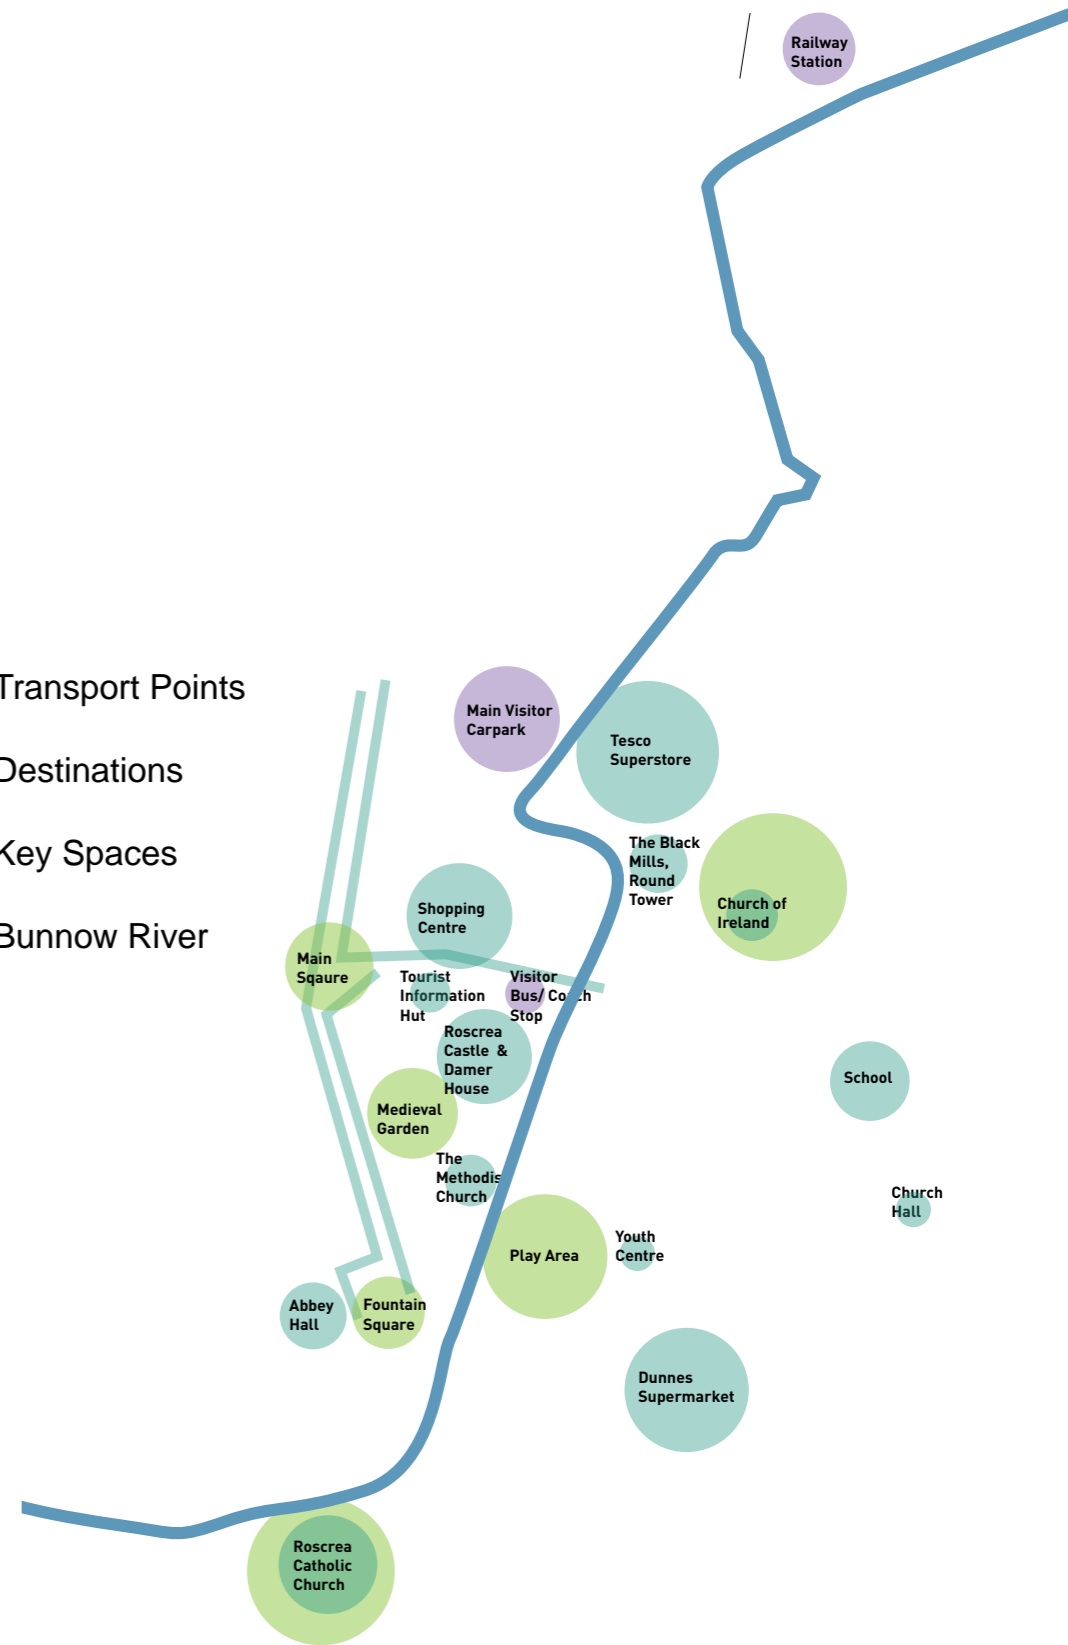 Railway
Station
Transport Points
Destinations
Key Spaces
Bunnow River
Main Visitor
Carpark
Tesco
Superstore
The Black
Mills,
Round
Tower
Church of
Ireland
Shopping
Centre
Main
Sqaure
Tourist
Information
Hut
Visitor
Bus/ Coach
Stop
Roscrea
Castle &
Damer
House
Medieval
Garden
School
The
Methodis
Church
Church
Hall
Youth
Centre
Play Area
Abbey
Hall
Fountain
Square
Dunnes
Supermarket
Roscrea
Catholic
Church